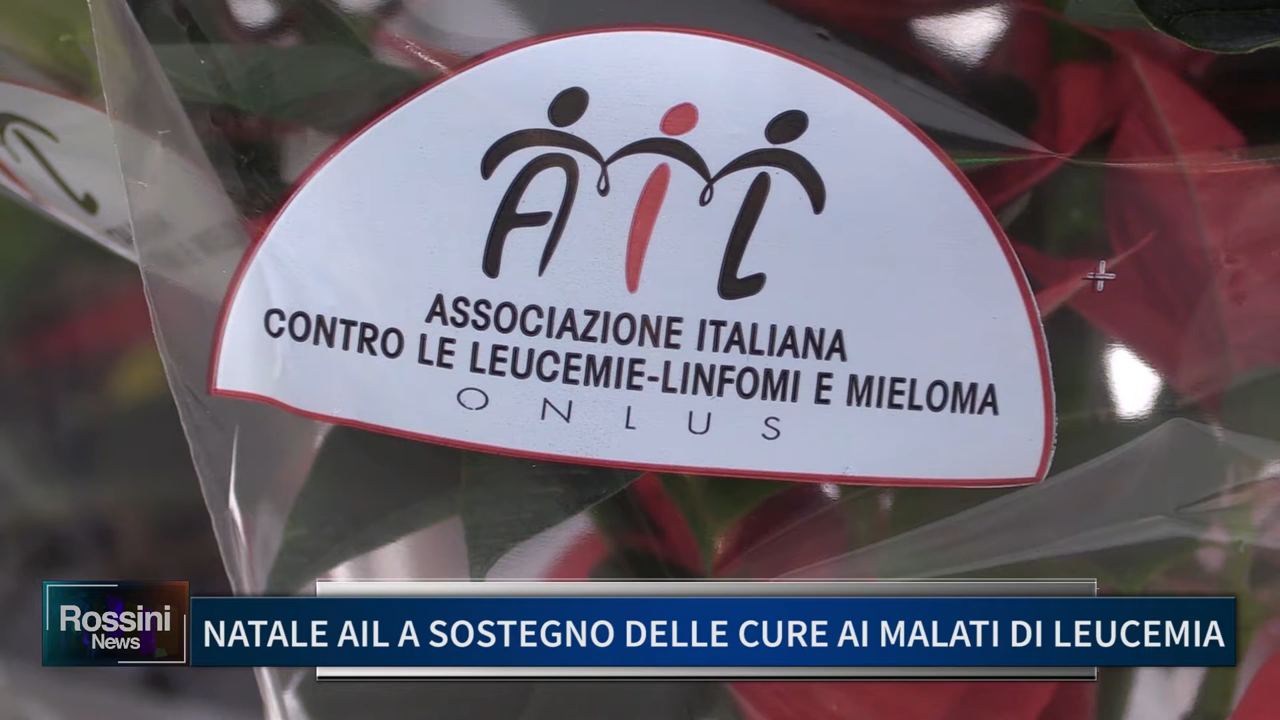 AIL
ASSOCIAZIONE ITALIANA
CONTRO LE LEUCEMIE-LINFOMI E MIELOMA
ONLUS
Rossini
News
NATALE AIL A SOSTEGNO DELLE CURE AI MALATI DI LEUCEMIA